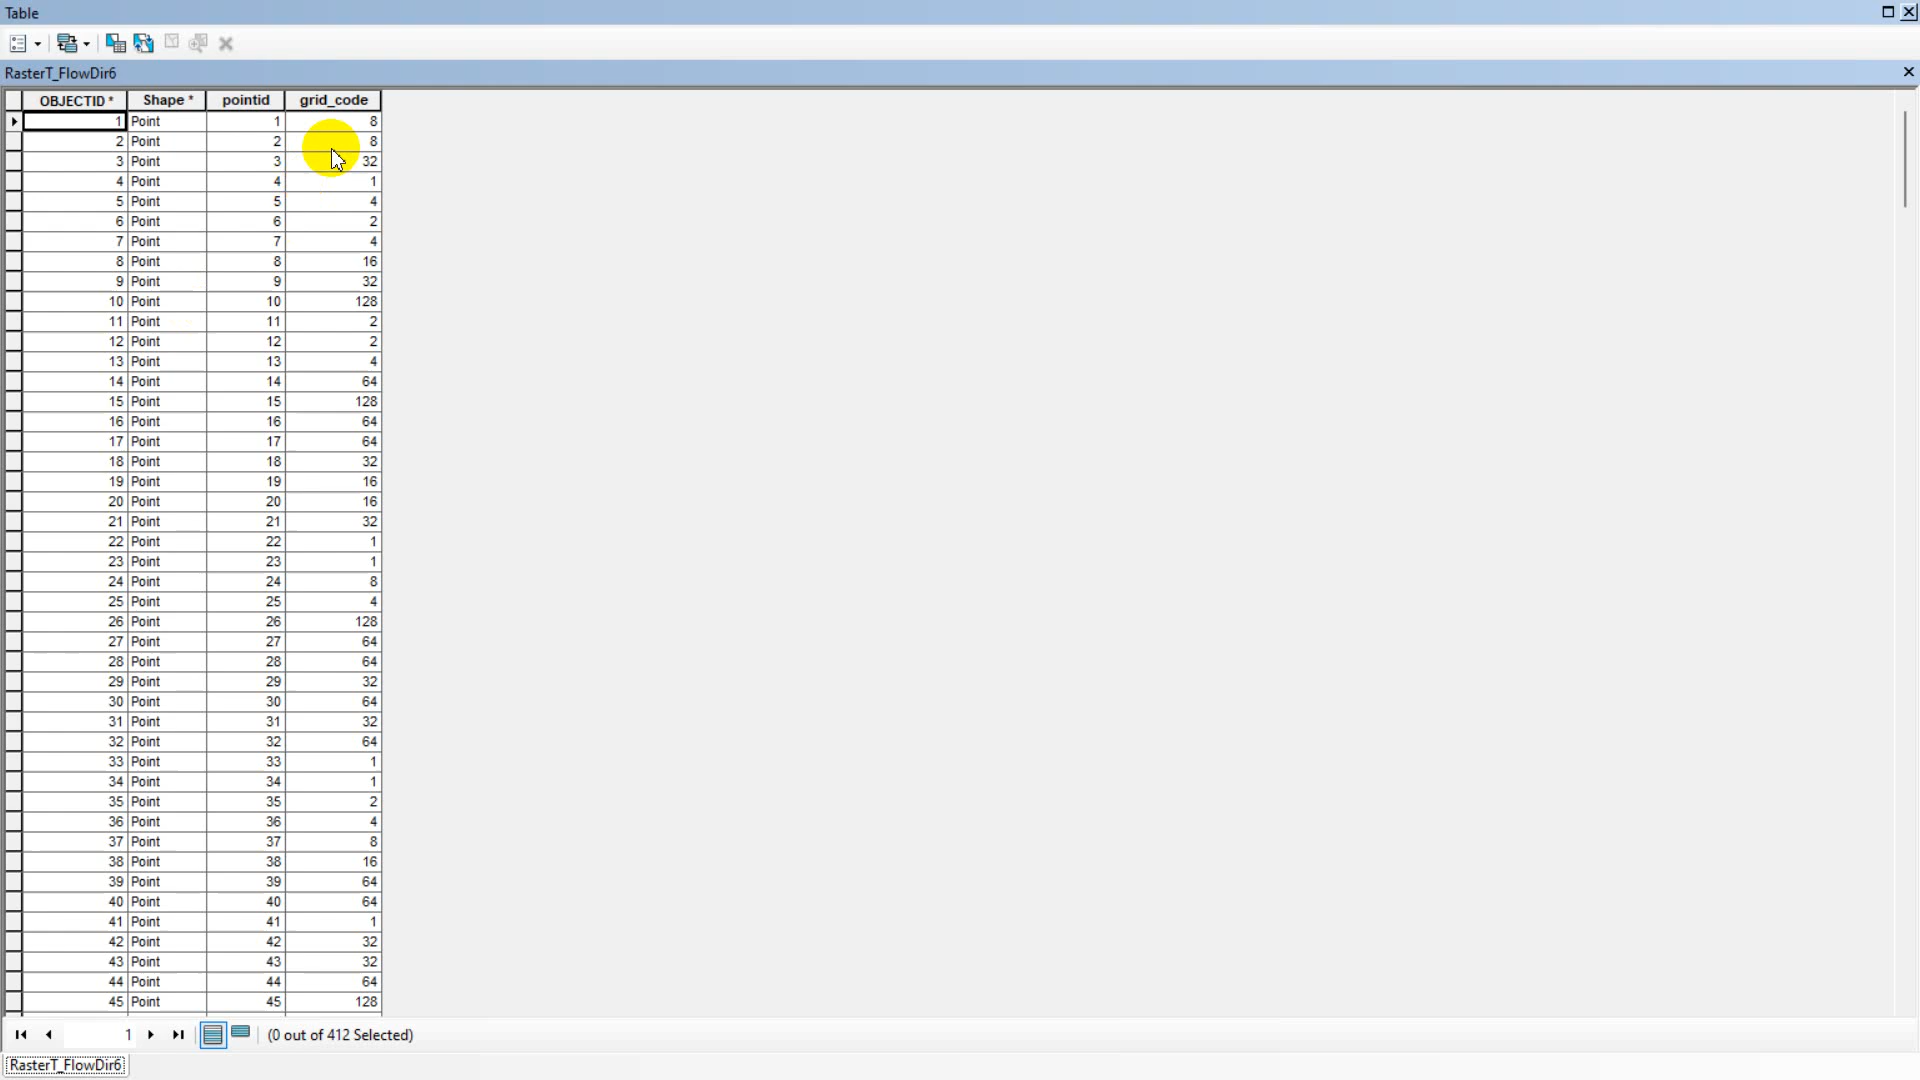 Table
RasterT_FlowDir6
OBJECTID * Shape * pointid grid_code
1 Point 1 8
2 Point 2 8
3 Point 3 32
4 Point 4 1
5 Point 5 4
6 Point 6 2
7 Point 7 4
8 Point 8 16
9 Point 9 32
10 Point 10 128
11 Point 11 2
12 Point 12 2
13 Point 13 4
14 Point 14 64
15 Point 15 128
16 Point 16 64
17 Point 17 64
18 Point 18 32
19 Point 19 16
20 Point 20 16
21 Point 21 32
22 Point 22 1
23 Point 23 1
24 Point 24 8
25 Point 25 4
26 Point 26 128
27 Point 27 64
28 Point 28 64
29 Point 29 32
30 Point 30 64
31 Point 31 32
32 Point 32 64
33 Point 33 1
34 Point 34 1
35 Point 35 2
36 Point 36 4
37 Point 37 8
38 Point 38 16
39 Point 39 64
40 Point 40 64
41 Point 41 1
42 Point 42 32
43 Point 43 32
44 Point 44 64
45 Point 45 128
1 (0 out of 412 Selected)
RasterT_FlowDir6